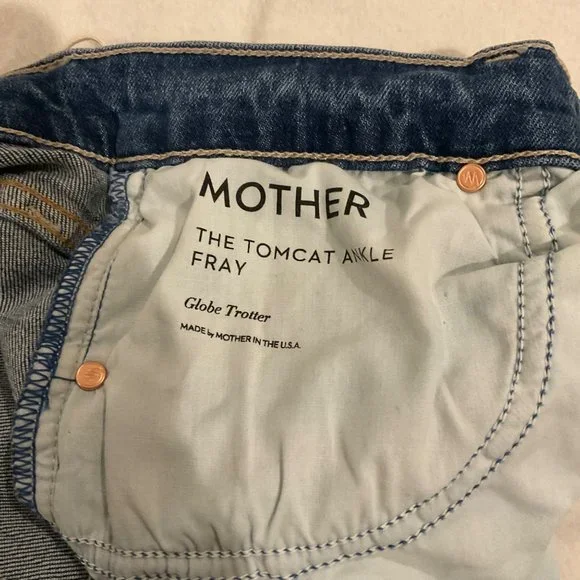 MOTHER
THE TOMCAT ANKLE
FRAY
Globe Trotter
MADE by MOTHER IN THE U.S.A.